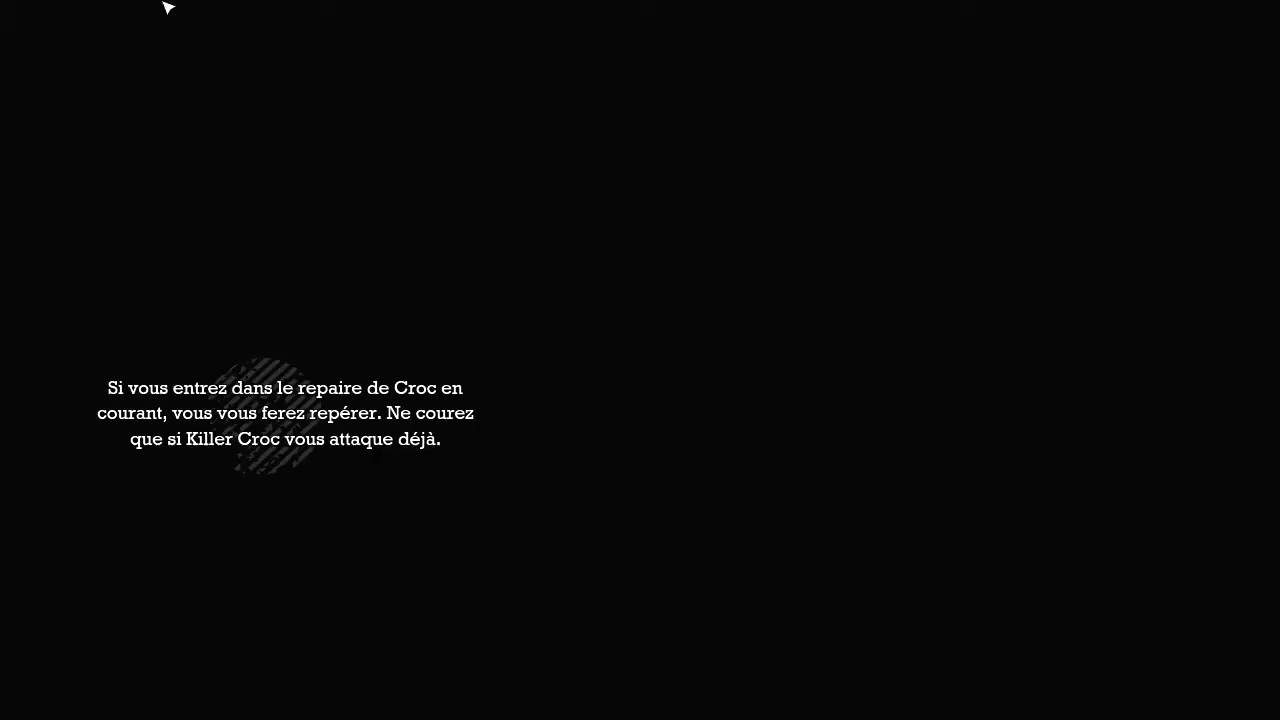 Si vous entrez dans le repaire de Croc en
courant, vous vous ferez repérer. Ne courez
que si Killer Croc vous attaque déjà.